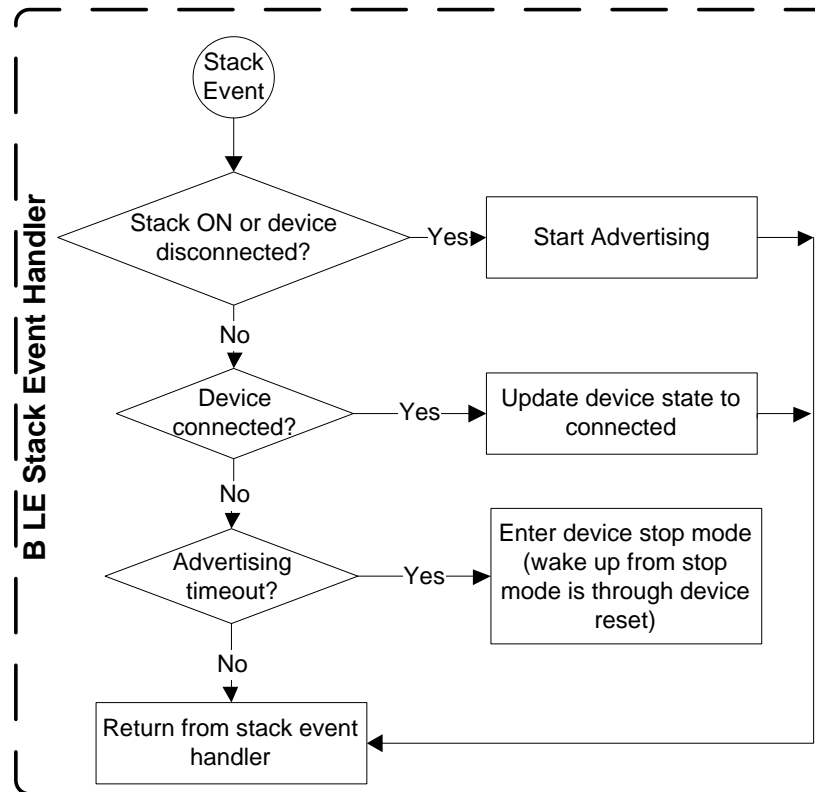 Stack
Event
Stack ON or device
disconnected?
Yes
Start Advertising
No
Device
connected?
Yes
Update device state to
connected
No
Advertising
timeout?
Yes
Enter device stop mode
(wake up from stop
mode is through device
reset)
No
Return from stack event
handler
B LE Stack Event Handler